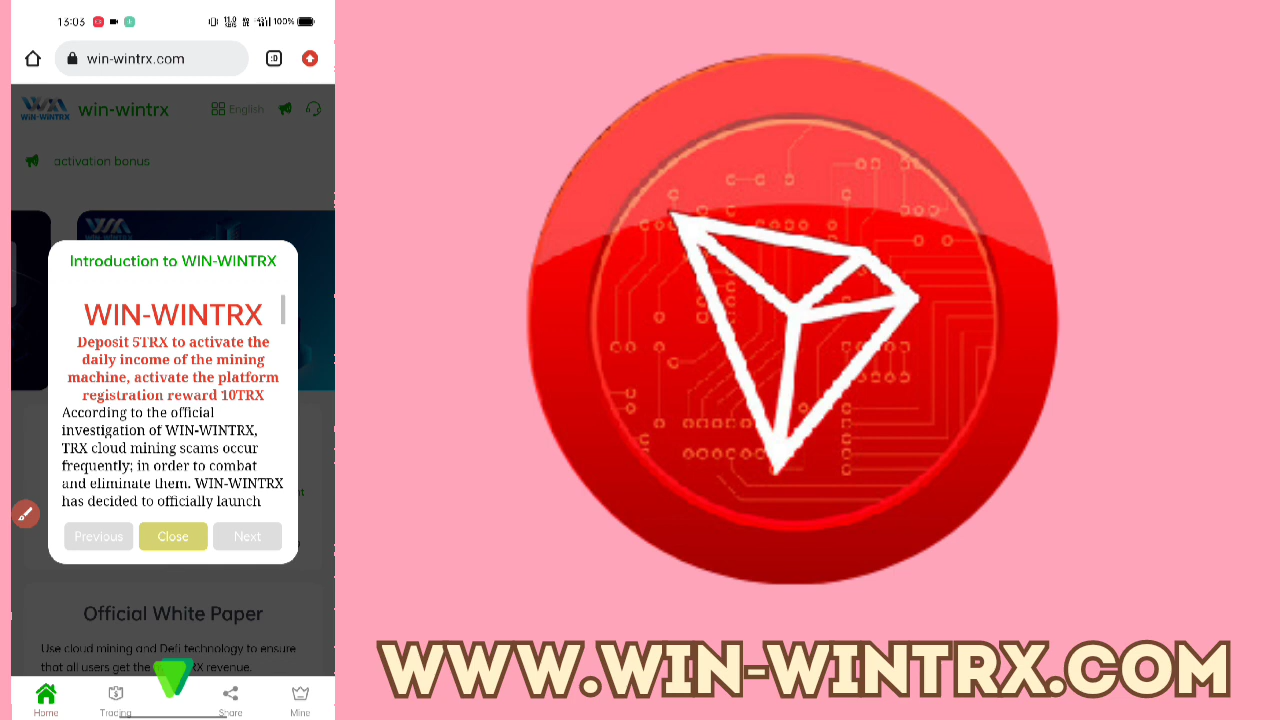 13:03
11.0
100%
win-wintrx.com
:D
WIN-WINTRX
win-wintrx
English
activation bonus
Introduction to WIN-WINTRX
WIN-WINTRX
Deposit 5TRX to activate the
daily income of the mining
machine, activate the platform
registration reward 10TRX
According to the official
investigation of WIN-WINTRX,
TRX cloud mining scams occur
frequently; in order to combat
and eliminate them. WIN-WINTRX
has decided to officially launch
Previous
Close
Next
Official White Paper
Use cloud mining and Defi technology to ensure
that all users get the RX revenue.
Home
Trading
Share
Mine
WWW.WIN-WINTRX.COM